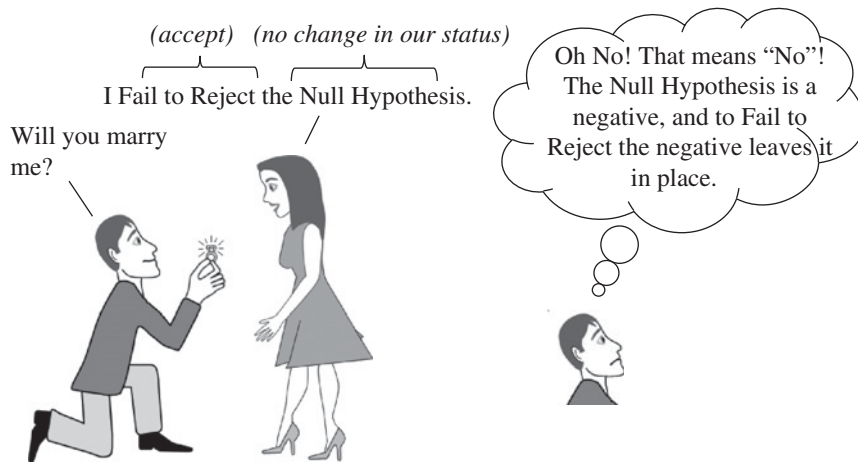 (accept) (no change in our status)
I Fail to Reject the Null Hypothesis.
Will you marry
me?
Oh No! That means “No”!
The Null Hypothesis is a
negative, and to Fail to
Reject the negative leaves it
in place.